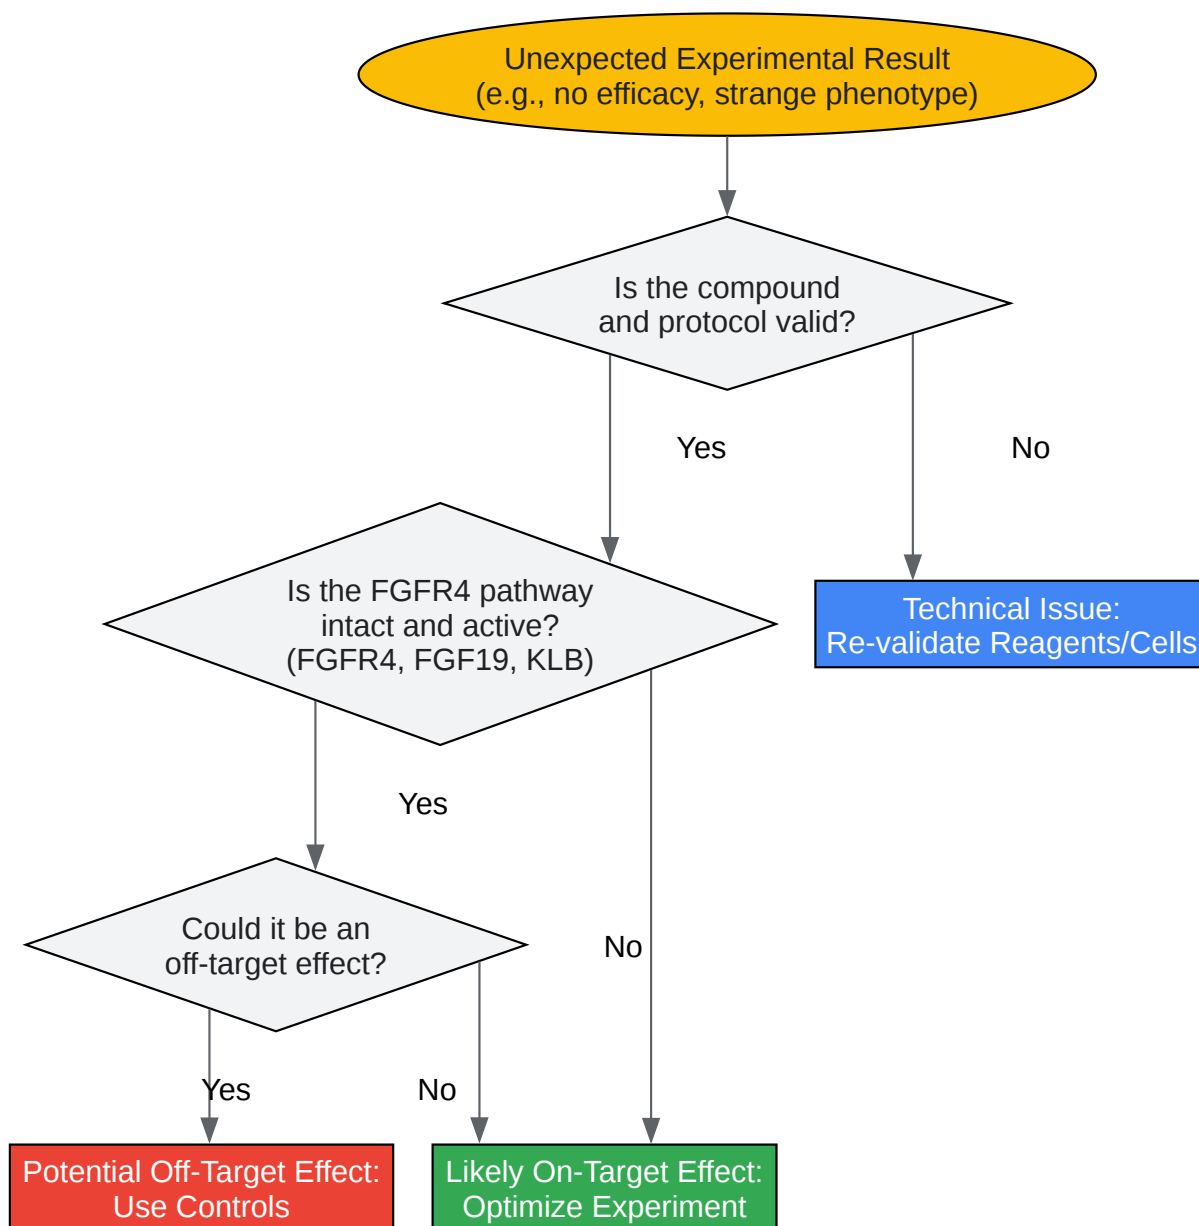 Unexpected Experimental Result
(e.g., no efficacy, strange phenotype)
Is the compound
and protocol valid?
Yes
No
Is the FGFR4 pathway
intact and active?
(FGFR4, FGF19, KLB)
Technical Issue:
Re-validate Reagents/Cells
Yes
Could it be an
off-target effect?
No
Yes
No
Potential Off-Target Effect:
Use Controls
Likely On-Target Effect:
Optimize Experiment